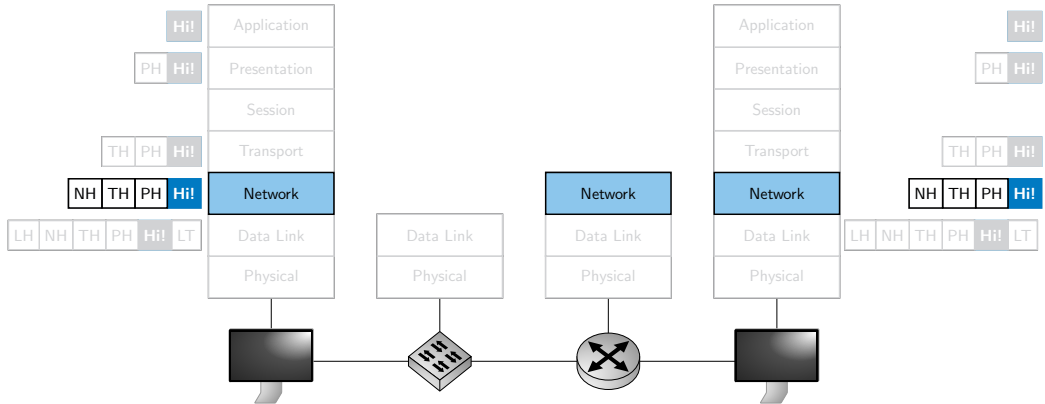 Hi! Application Application Hi!
PH Hi! Presentation Presentation PH Hi!
Session Session
TH PH Hi! Transport Transport TH PH Hi!
NH TH PH Hi! Network Network Network NH TH PH Hi!
LH NH TH PH Hi! LT Data Link Data Link Data Link Data Link LH NH TH PH Hi! LT
Physical Physical Physical Physical